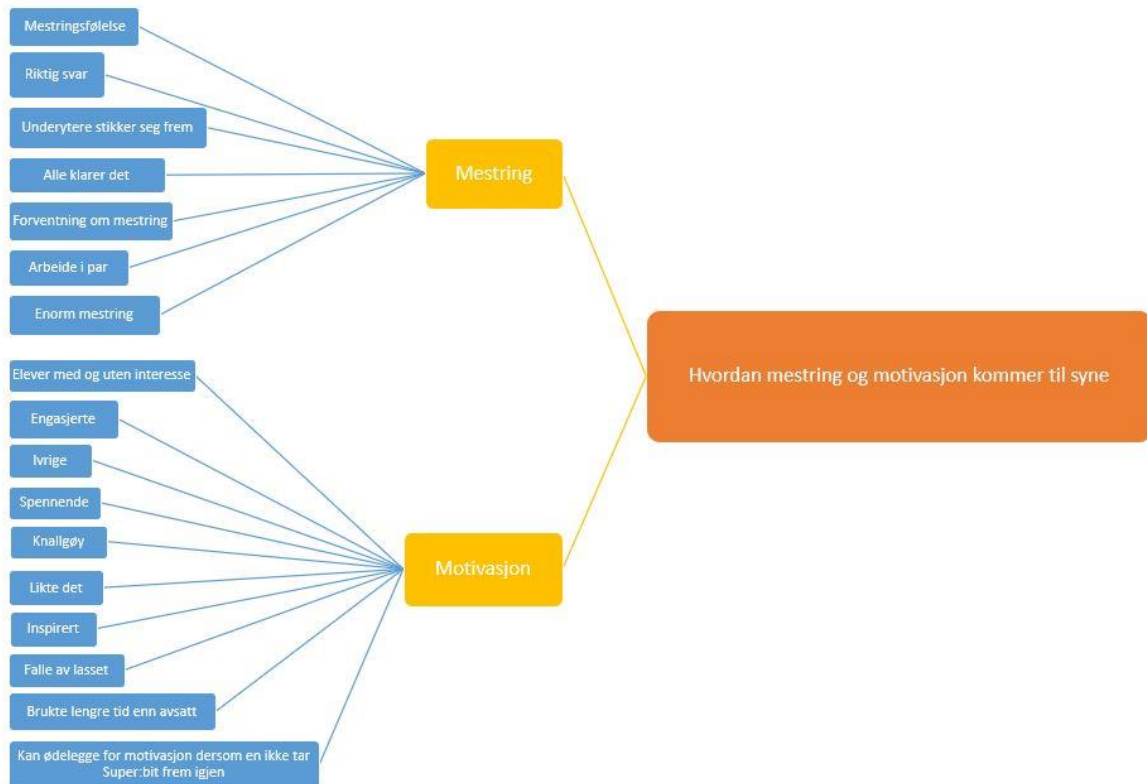 Mestringsfølelse
Riktig svar
Underytere stikker seg frem
Alle klarer det
Forventning om mestring
Arbeide i par
Enorm mestring
Mestring
Elever med og uten interesse
Engasjerte
Ivrige
Spennende
Knallgøy
Likte det
Inspirert
Falle av lasset
Brukte lengre tid enn avsatt
Kan ødelegge for motivasjon dersom en ikke tar
Super:bit frem igjen
Motivasjon
Hvordan mestring og motivasjon kommer til syne